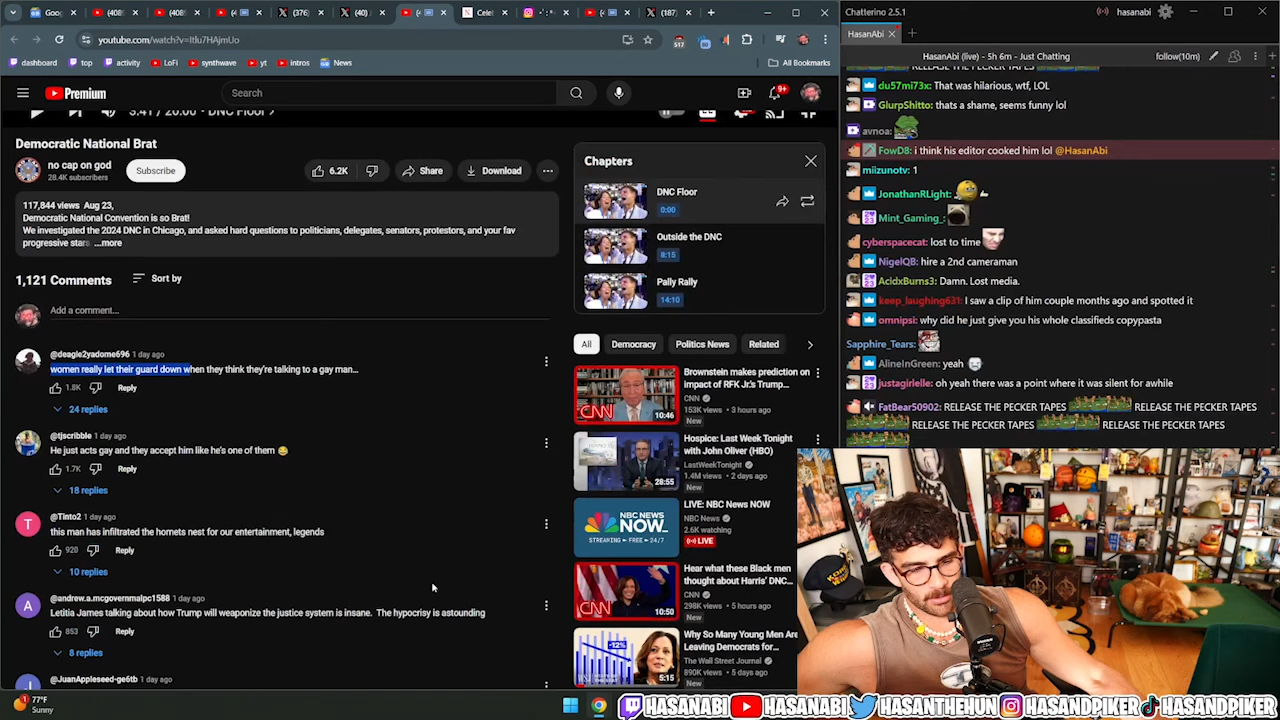 Goo
(408
(408
(376)
(40)
Celeb
(187)
youtube.com/watch?v=ItIu7HAjmUo
dashboard
top
activity
LoFi
synthwave
yt
intros
News
All Bookmarks
Premium
Search
9+
DNC Floor
Democratic National Brat
no cap on god
28.4K subscribers
Subscribe
6.2K
Share
Download
117,844 views Aug 23,
Democratic National Convention is so Brat!
We investigated the 2024 DNC in Chicago, and asked hard questions to politicians, delegates, senators, protestors, and your fav
progressive stars ...more
1,121 Comments
Sort by
Add a comment...
@deagle2yadome696 1 day ago
women really let their guard down when they think they're talking to a gay man...
1.8K
Reply
24 replies
@tjscribble 1 day ago
He just acts gay and they accept him like he's one of them 😂
1.7K
Reply
18 replies
@Tinto2 1 day ago
this man has infiltrated the hornets nest for our entertainment, legends
920
Reply
10 replies
@andrew.a.mcgovernmalpc1588 1 day ago
Letitia James talking about how Trump will weaponize the justice system is insane. The hypocrisy is astounding
853
Reply
8 replies
@JuanAppleseed-ge6tb 1 day ago
Chapters
DNC Floor
0:00
Outside the DNC
8:15
Pally Rally
14:10
All
Democracy
Politics News
Related
Brownstein makes prediction on
impact of RFK Jr.'s Trump...
CNN
153K views • 3 hours ago
New
CNN
10:46
Hospice: Last Week Tonight
with John Oliver (HBO)
LastWeekTonight
1.4M views • 2 days ago
New
28:55
LIVE: NBC News NOW
NBC News
2.6K watching
LIVE
NBC NEWS
NOW
STREAMING FREE 24/7
Hear what these Black men
thought about Harris' DNC...
CNN
298K views • 5 hours ago
New
CNN
10:50
Why So Many Young Men Are
Leaving Democrats for...
The Wall Street Journal
890K views • 5 days ago
New
-12%
5:15
77°F
Sunny
Chatterino 2.5.1
hasanabi
HasanAbi
HasanAbi (live) - 5h 6m - Just Chatting
follow(10m)
RELEASE THE PECKER TAPES
du57mi73x: That was hilarious, wtf, LOL
GlurpShitto: thats a shame, seems funny lol
avnoa:
FowD8: i think his editor cooked him lol @HasanAbi
miizunotv: 1
JonathanRLight:
Mint_Gaming_:
cyberspacecat: lost to time
NigelQB: hire a 2nd cameraman
AcidxBurns3: Damn. Lost media.
keep_laughing631: I saw a clip of him couple months ago and spotted it
omnipsi: why did he just give you his whole classifieds copypasta
Sapphire_Tears:
AlineInGreen: yeah
justagirlelle: oh yeah there was a point where it was silent for awhile
FatBear50902: RELEASE THE PECKER TAPES RELEASE THE PECKER TAPES
RELEASE THE PECKER TAPES RELEASE THE PECKER TAPES
HASANABI
HASANABI
HASANTHEHUN
HASANDPIKER
HASANDPIKER